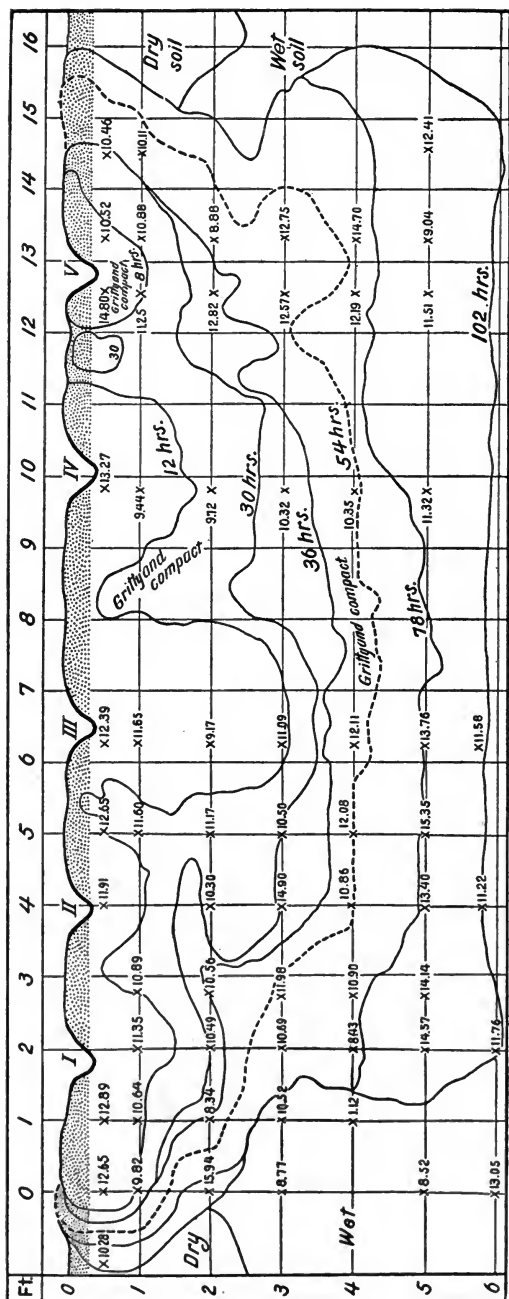 Ft. 0 1 2 3 4 5 6 7 8 9 10 11 12 13 14 15 16
I II III IV V
0
x10.28 x12.65 x12.89 x11.91 x12.65 x12.39 x13.27 14.80x x10.52 x10.46
Gritty and
compact
30
Dry
soil
1 x9.82 x10.64 x11.35 x10.89 x11.60 x11.65 9.44x 11.25 x-8 hrs. x10.88 x10.11
Gritty and
compact
12 hrs.
2 x15.94 x8.34 x10.49 x10.56 x10.30 x11.17 x9.17 9.12 x 12.82 x x8.88
Dry
30 hrs.
Wet
soil
3 x8.77 x10.52 x10.69 x11.98 x14.90 x10.50 x11.09 10.32 x 12.57x x12.75
36 hrs.
54 hrs.
4 x1.12 x8.43 x10.90 x10.86 12.08 x12.11 10.35 x 12.19 x x14.70
Wet
Gritty and compact
78 hrs.
5 x8.52 x14.57 x14.14 x13.40 x15.35 x13.76 11.32 x 11.51 x x9.04 x12.41
102 hrs.
6 x13.05 x11.76 x11.22 x11.58